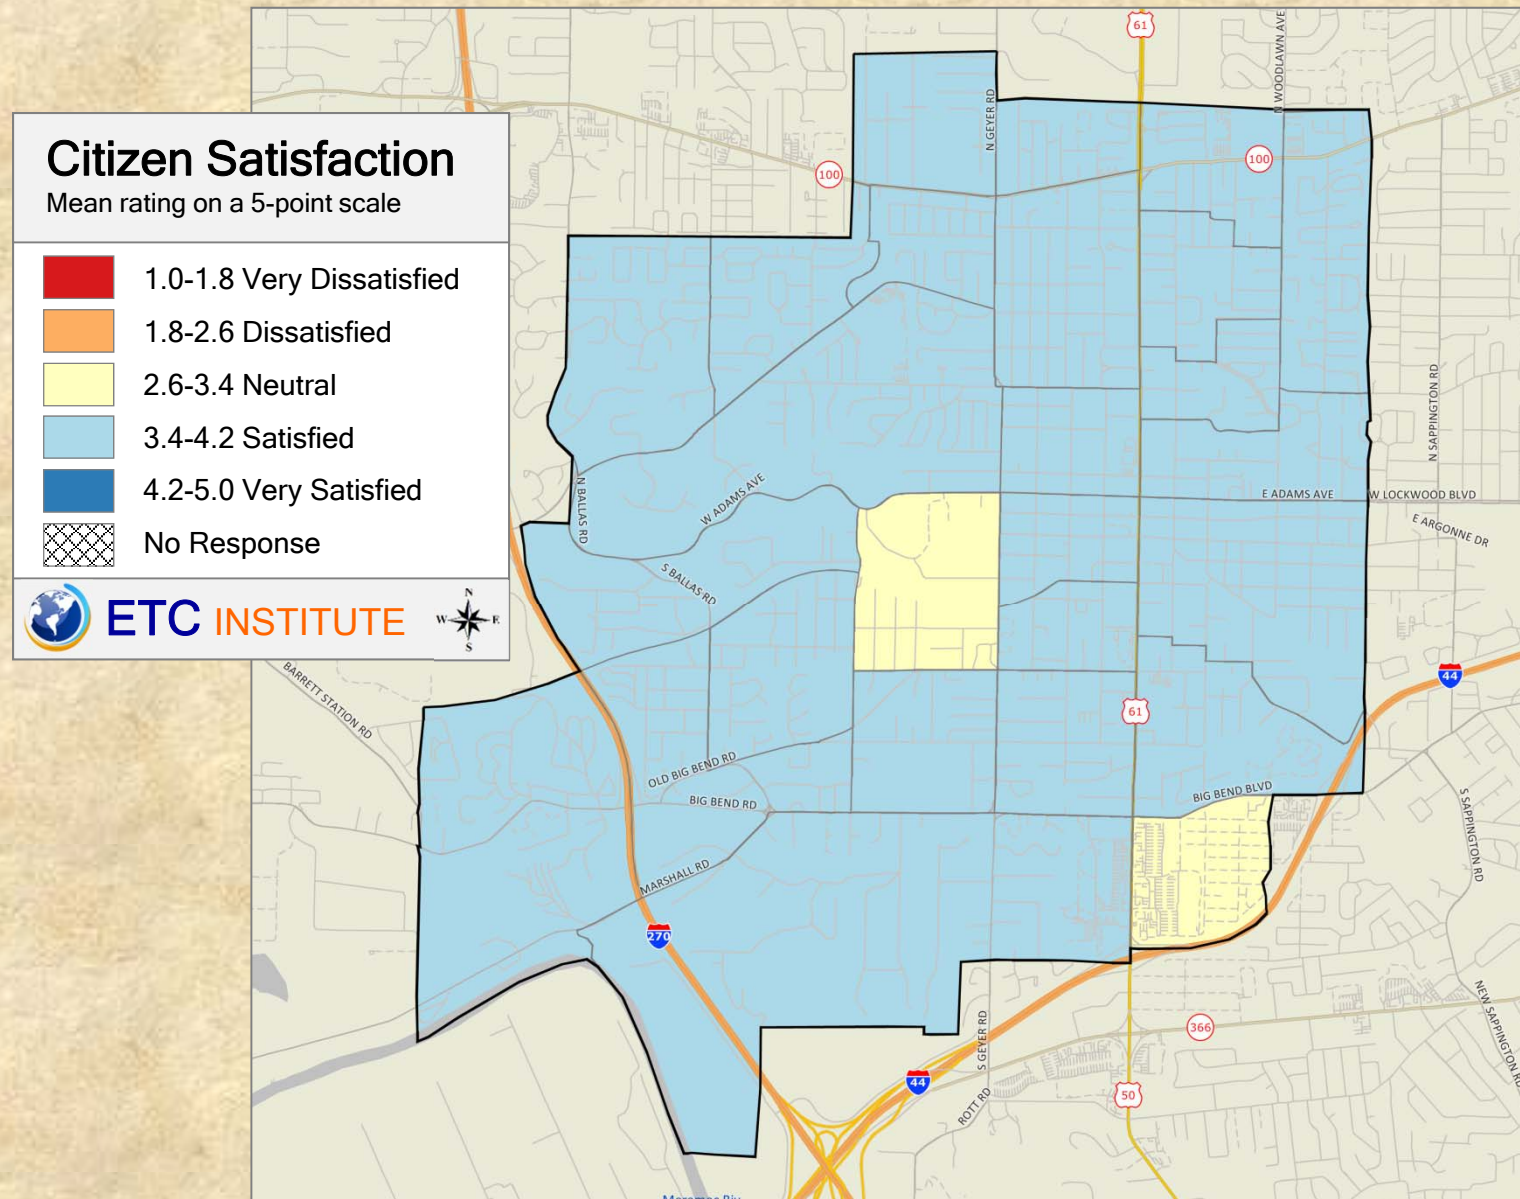 Citizen Satisfaction
Mean rating on a 5-point scale
1.0-1.8 Very Dissatisfied
1.8-2.6 Dissatisfied
2.6-3.4 Neutral
3.4-4.2 Satisfied
4.2-5.0 Very Satisfied
No Response
ETC INSTITUTE
N
W
E
S
61
N WOODLAWN AVE
N GEYER RD
100
100
N SAPPINGTON RD
N BALLAS RD
W ADAMS AVE
E ADAMS AVE
W LOCKWOOD BLVD
E ARGONNE DR
S BALLAS RD
BARRETT STATION RD
44
61
OLD BIG BEND RD
BIG BEND RD
BIG BEND BLVD
S SAPPINGTON RD
MARSHALL RD
270
NEW SAPPINGTON RD
S GEYER RD
366
44
50
ROTT RD